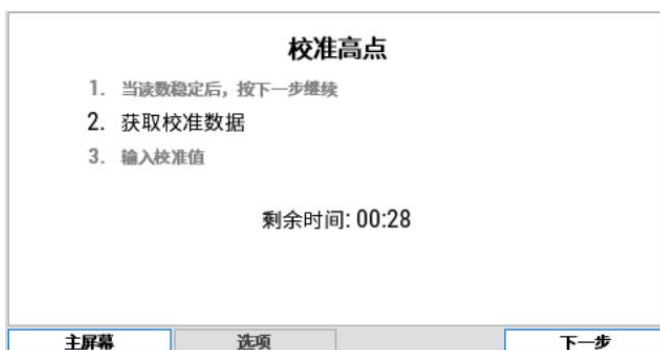 校准高点
1. 当读数稳定后，按下一步继续
2. 获取校准数据
3. 输入校准值
剩余时间: 00:28
主屏幕 选项 下一步